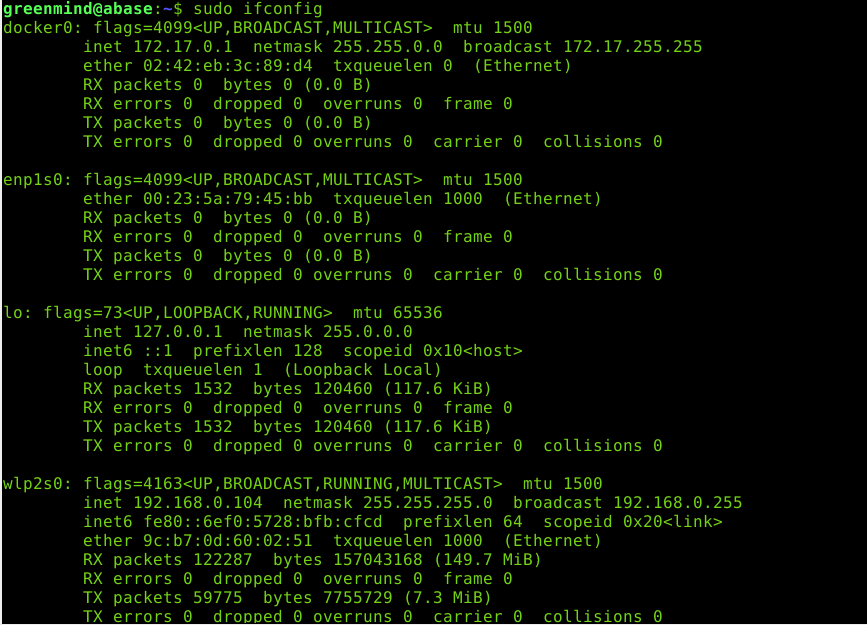 greenmind@abase:~$ sudo ifconfig
docker0: flags=4099<UP,BROADCAST,MULTICAST>  mtu 1500
        inet 172.17.0.1  netmask 255.255.0.0  broadcast 172.17.255.255
        ether 02:42:eb:3c:89:d4  txqueuelen 0  (Ethernet)
        RX packets 0  bytes 0 (0.0 B)
        RX errors 0  dropped 0  overruns 0  frame 0
        TX packets 0  bytes 0 (0.0 B)
        TX errors 0  dropped 0 overruns 0  carrier 0  collisions 0

enp1s0: flags=4099<UP,BROADCAST,MULTICAST>  mtu 1500
        ether 00:23:5a:79:45:bb  txqueuelen 1000  (Ethernet)
        RX packets 0  bytes 0 (0.0 B)
        RX errors 0  dropped 0  overruns 0  frame 0
        TX packets 0  bytes 0 (0.0 B)
        TX errors 0  dropped 0 overruns 0  carrier 0  collisions 0

lo: flags=73<UP,LOOPBACK,RUNNING>  mtu 65536
        inet 127.0.0.1  netmask 255.0.0.0
        inet6 ::1  prefixlen 128  scopeid 0x10<host>
        loop  txqueuelen 1  (Loopback Local)
        RX packets 1532  bytes 120460 (117.6 KiB)
        RX errors 0  dropped 0  overruns 0  frame 0
        TX packets 1532  bytes 120460 (117.6 KiB)
        TX errors 0  dropped 0 overruns 0  carrier 0  collisions 0

wlp2s0: flags=4163<UP,BROADCAST,RUNNING,MULTICAST>  mtu 1500
        inet 192.168.0.104  netmask 255.255.255.0  broadcast 192.168.0.255
        inet6 fe80::6ef0:5728:bfb:cfcd  prefixlen 64  scopeid 0x20<link>
        ether 9c:b7:0d:60:02:51  txqueuelen 1000  (Ethernet)
        RX packets 122287  bytes 157043168 (149.7 MiB)
        RX errors 0  dropped 0  overruns 0  frame 0
        TX packets 59775  bytes 7755729 (7.3 MiB)
        TX errors 0  dropped 0 overruns 0  carrier 0  collisions 0